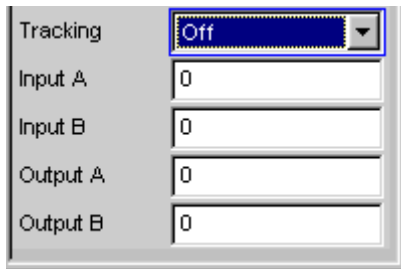 Tracking Off
Input A 0
Input B 0
Output A 0
Output B 0